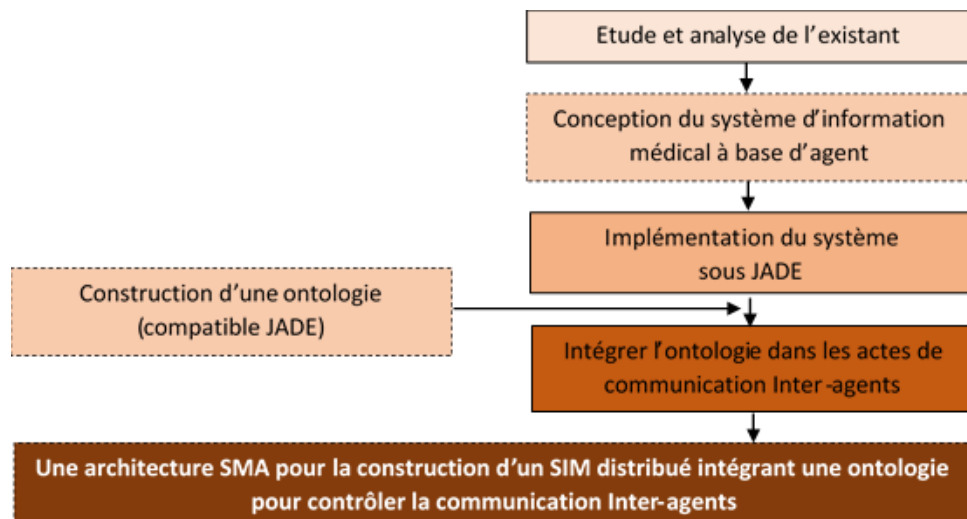 Etude et analyse de l'existant
Conception du système d'information
médical à base d'agent
Implémentation du système
sous JADE
Construction d'une ontologie
(compatible JADE)
Intégrer l'ontologie dans les actes de
communication Inter-agents
Une architecture SMA pour la construction d'un SIM distribué intégrant une ontologie
pour contrôler la communication Inter-agents